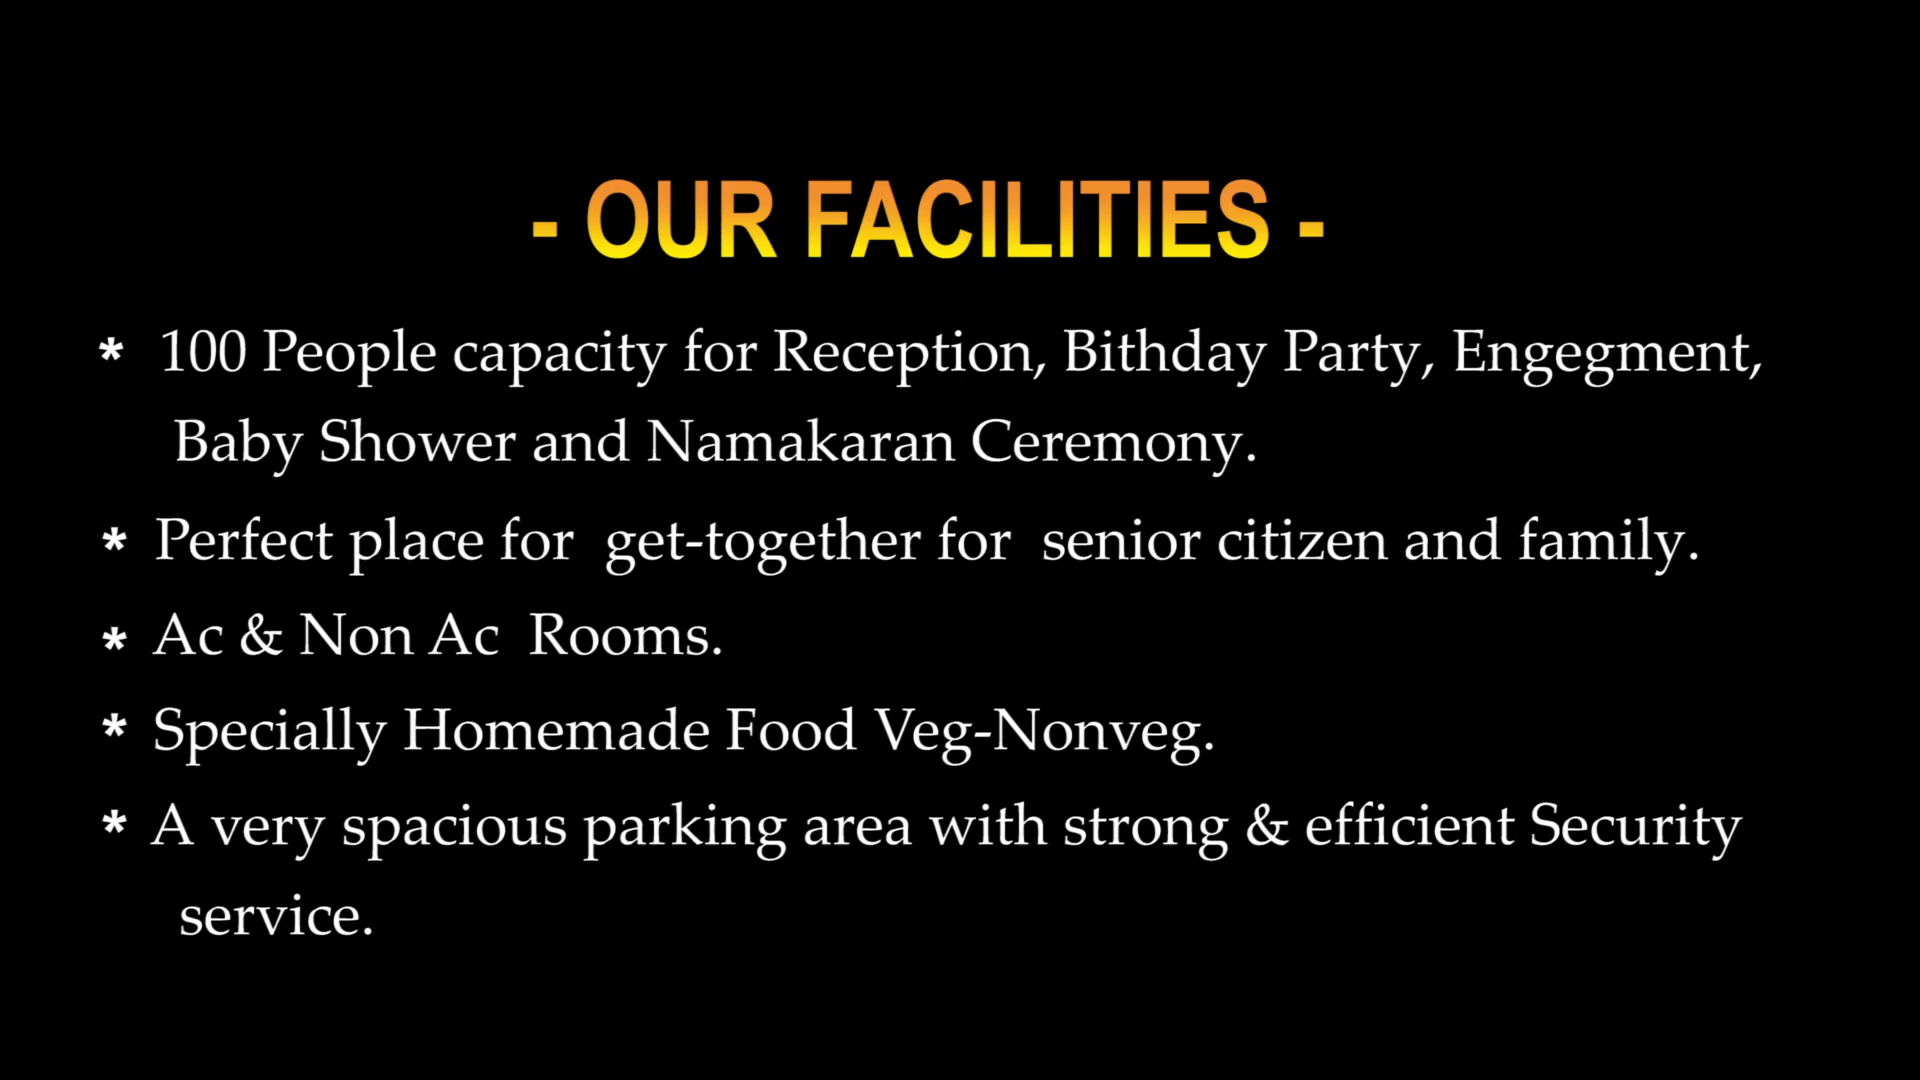 - OUR FACILITIES -
* 100 People capacity for Reception, Bithday Party, Engegment,
Baby Shower and Namakaran Ceremony.
* Perfect place for get-together for senior citizen and family.
* Ac & Non Ac Rooms.
* Specially Homemade Food Veg-Nonveg.
* A very spacious parking area with strong & efficient Security
service.